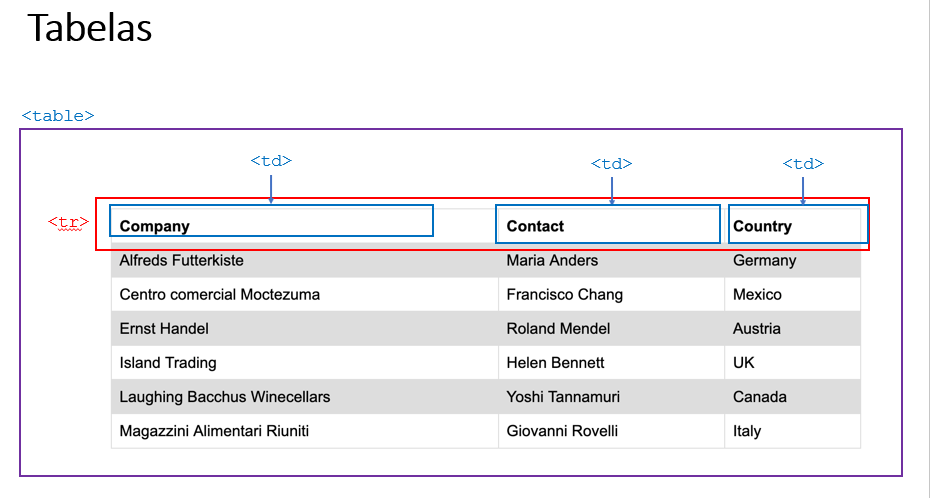 Tabelas
<table>
<td> <td> <td>
<tr>
Company Contact Country
Alfreds Futterkiste Maria Anders Germany
Centro comercial Moctezuma Francisco Chang Mexico
Ernst Handel Roland Mendel Austria
Island Trading Helen Bennett UK
Laughing Bacchus Winecellars Yoshi Tannamuri Canada
Magazzini Alimentari Riuniti Giovanni Rovelli Italy